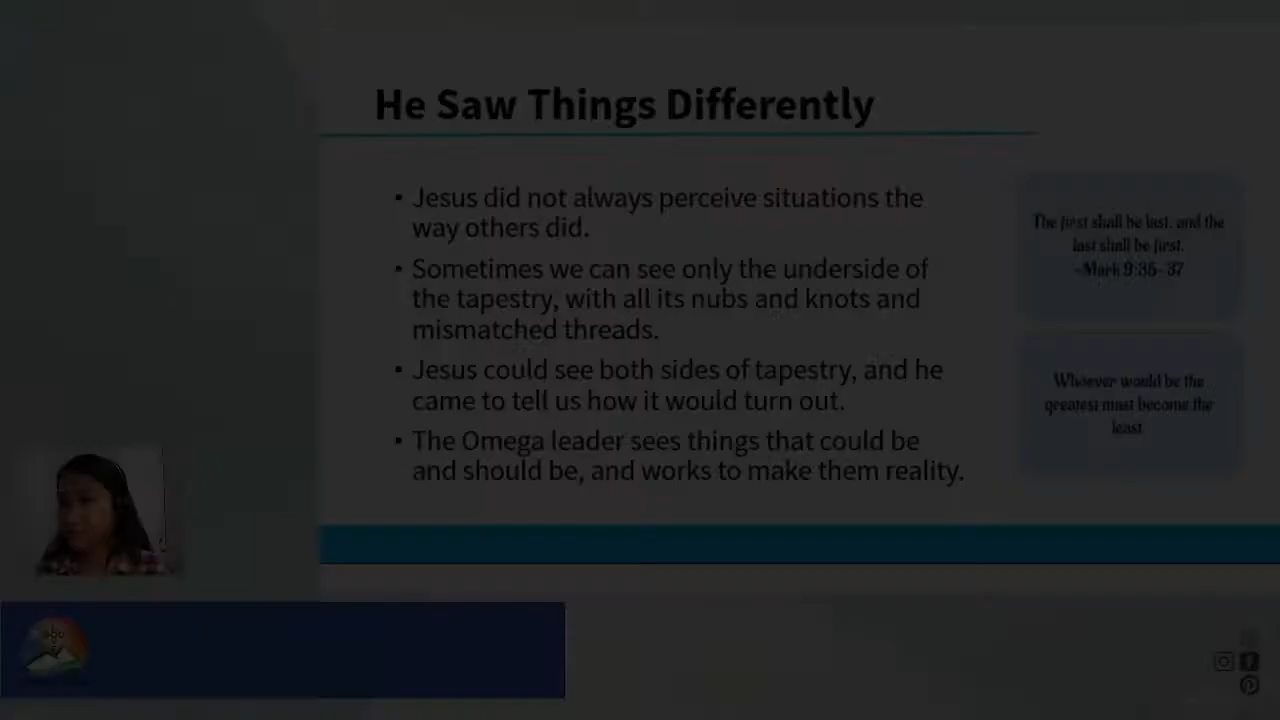 He Saw Things Differently
• Jesus did not always perceive situations the
way others did.
• Sometimes we can see only the underside of
the tapestry, with all its nubs and knots and
mismatched threads.
• Jesus could see both sides of tapestry, and he
came to tell us how it would turn out.
• The Omega leader sees things that could be
and should be, and works to make them reality.
The first shall be last, and the
last shall be first.
-Mark 9:35-37
Whoever would be the
greatest must become the
least